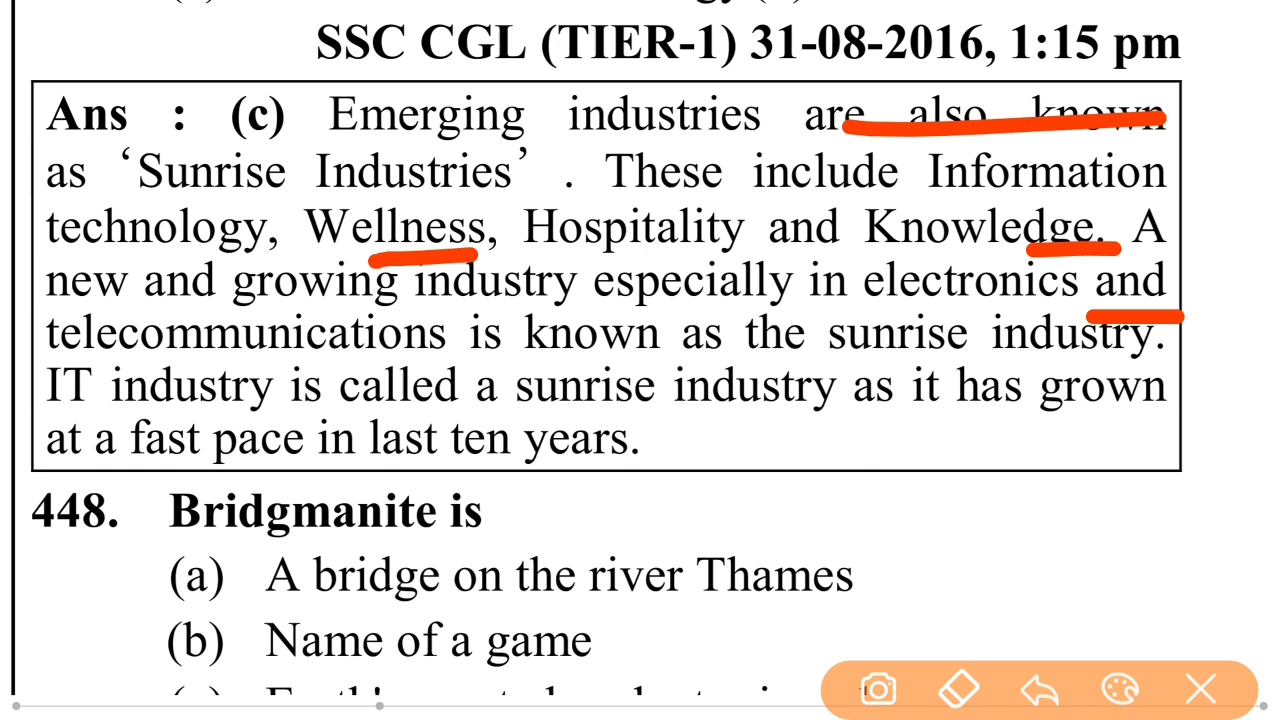 SSC CGL (TIER-1) 31-08-2016, 1:15 pm
Ans : (c) Emerging industries are also known
as ‘Sunrise Industries’ . These include Information
technology, Wellness, Hospitality and Knowledge. A
new and growing industry especially in electronics and
telecommunications is known as the sunrise industry.
IT industry is called a sunrise industry as it has grown
at a fast pace in last ten years.
448. Bridgmanite is
(a) A bridge on the river Thames
(b) Name of a game